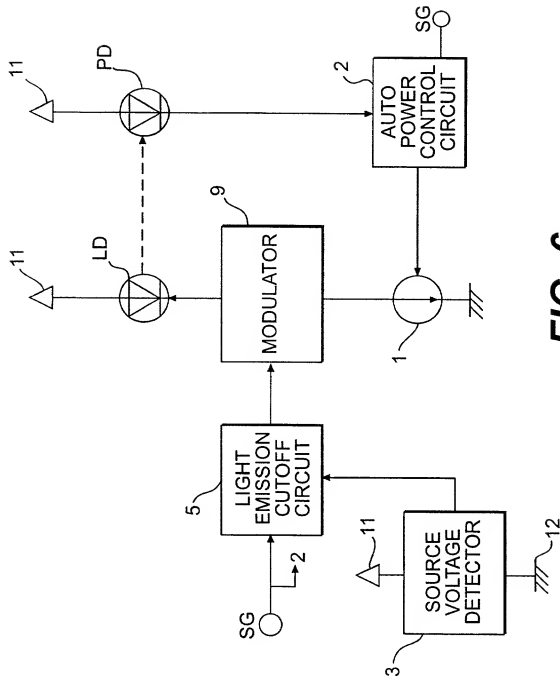 SG
2
5
LIGHT
EMISSION
CUTOFF
CIRCUIT
3
SOURCE
VOLTAGE
DETECTOR
11
12
11
LD
9
MODULATOR
1
11
PD
2
AUTO
POWER
CONTROL
CIRCUIT
SG
FIG. 6